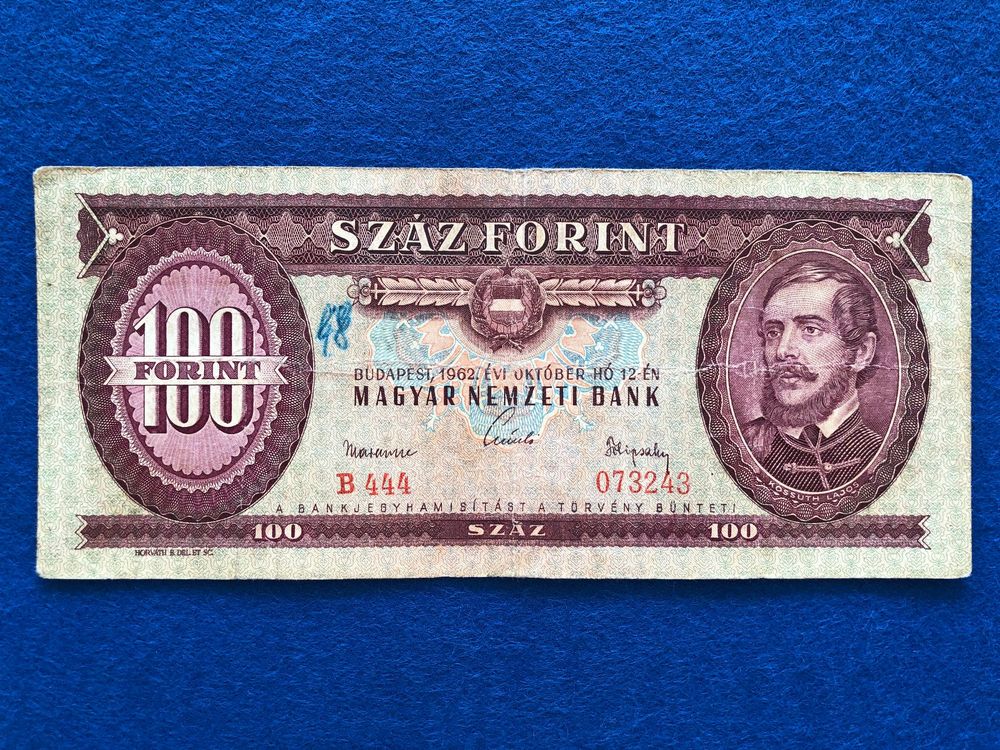 SZÁZ FORINT
100
FORINT
48
BUDAPEST, 1962. ÉVI OKTÓBER HÓ 12-ÉN
MAGYAR NEMZETI BANK
B 444
073243
KOSSUTH LAJOS
A BANKJEGYHAMISÍTÁST A TÖRVÉNY BÜNTETI
100 SZÁZ 100
HORVÁTH E. DEL. ET SC.